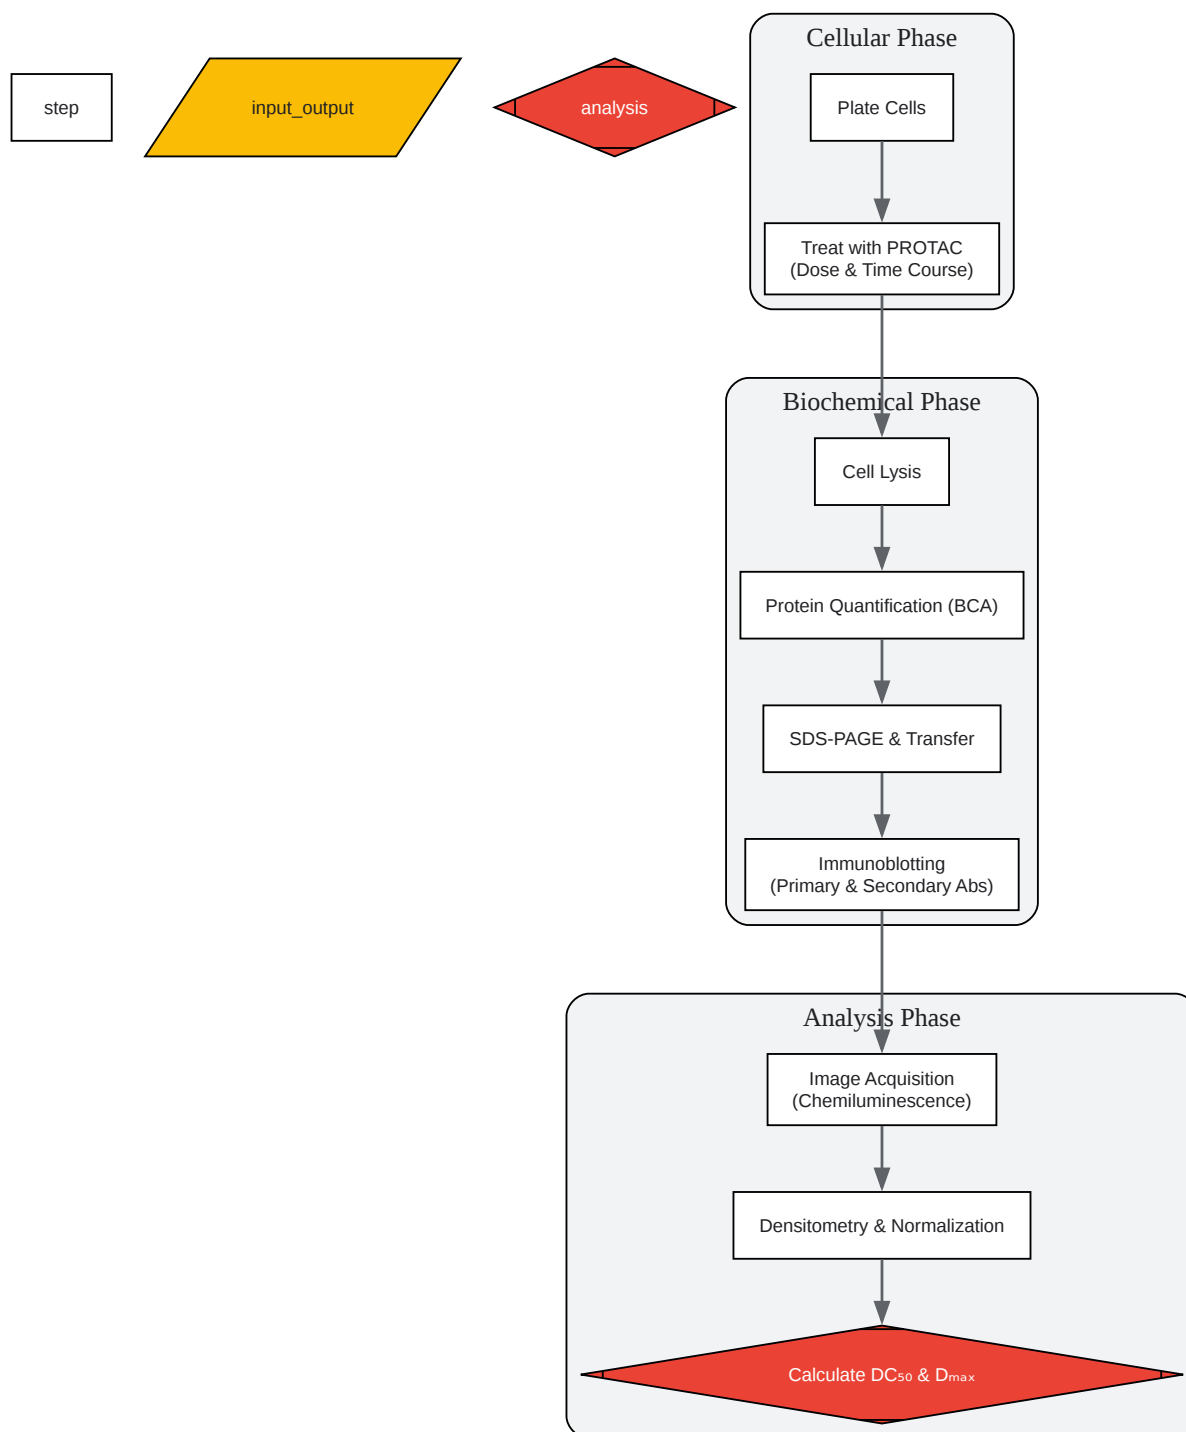 step
input_output
analysis
Cellular Phase
Plate Cells
Treat with PROTAC
(Dose & Time Course)
Biochemical Phase
Cell Lysis
Protein Quantification (BCA)
SDS-PAGE & Transfer
Immunoblotting
(Primary & Secondary Abs)
Analysis Phase
Image Acquisition
(Chemiluminescence)
Densitometry & Normalization
Calculate DC₅₀ & Dₘₐₓ